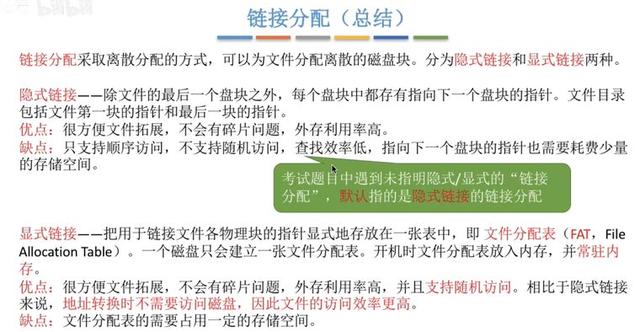 链接分配（总结）
链接分配采取离散分配的方式，可以为文件分配离散的磁盘块。分为隐式链接和显式链接两种。
隐式链接——除文件的最后一个盘块之外，每个盘块中都存有指向下一个盘块的指针。文件目录
包括文件第一块的指针和最后一块的指针。
优点：很方便文件拓展，不会有碎片问题，外存利用率高。
缺点：只支持顺序访问，不支持随机访问，查找效率低，指向下一个盘块的指针也需要耗费少量
的存储空间。
考试题目中遇到未指明隐式/显式的“链接
分配”，默认指的是隐式链接的链接分配
显式链接——把用于链接文件各物理块的指针显式地存放在一张表中，即 文件分配表（FAT，File
Allocation Table）。一个磁盘只会建立一张文件分配表。开机时文件分配表放入内存，并常驻内
存。
优点：很方便文件拓展，不会有碎片问题，外存利用率高，并且支持随机访问。相比于隐式链接
来说，地址转换时不需要访问磁盘，因此文件的访问效率更高。
缺点：文件分配表的需要占用一定的存储空间。